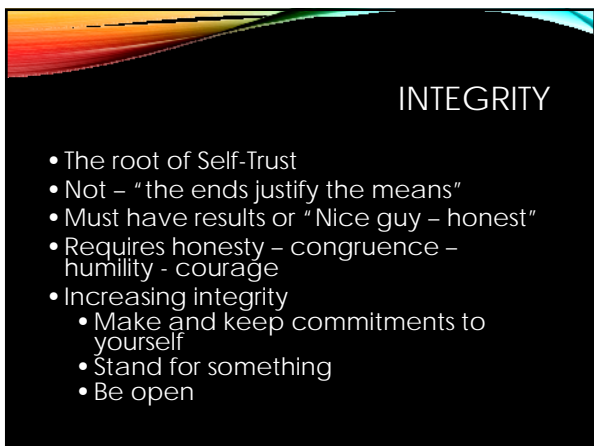 INTEGRITY
• The root of Self-Trust
• Not – “the ends justify the means”
• Must have results or “Nice guy – honest”
• Requires honesty – congruence –
humility - courage
• Increasing integrity
• Make and keep commitments to
yourself
• Stand for something
• Be open